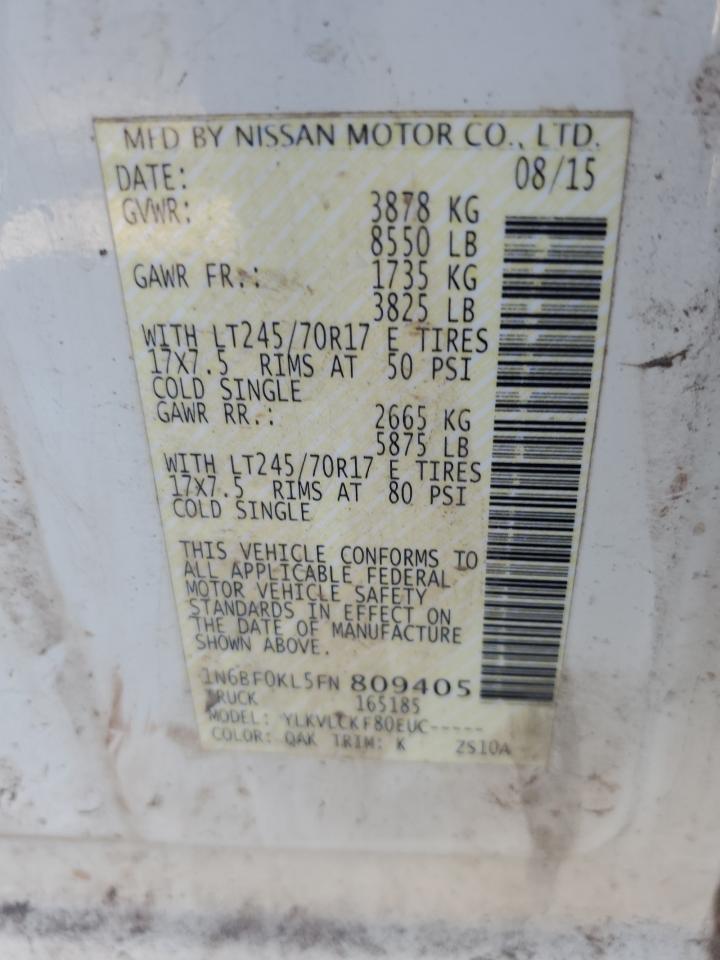 MFD BY NISSAN MOTOR CO., LTD.
DATE: 08/15
GVWR: 3878 KG
8550 LB
GAWR FR.: 1735 KG
3825 LB
WITH LT245/70R17 E TIRES
17X7.5 RIMS AT 50 PSI
COLD SINGLE
GAWR RR.: 2665 KG
5875 LB
WITH LT245/70R17 E TIRES
17X7.5 RIMS AT 80 PSI
COLD SINGLE
THIS VEHICLE CONFORMS TO
ALL APPLICABLE FEDERAL
MOTOR VEHICLE SAFETY
STANDARDS IN EFFECT ON
THE DATE OF MANUFACTURE
SHOWN ABOVE.
1N6BF0KL5FN 809405
TRUCK 165185
MODEL: YLKVLCKF80EUC-----
COLOR: QAK TRIM: K 2S10A